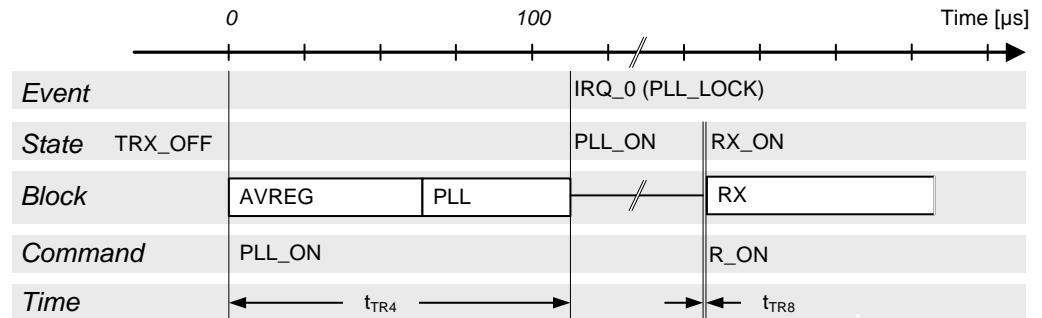 0 100 Time [µs]
Event IRQ_0 (PLL_LOCK)
State TRX_OFF PLL_ON RX_ON
Block AVREG PLL RX
Command PLL_ON R_ON
Time tTR4 tTR8